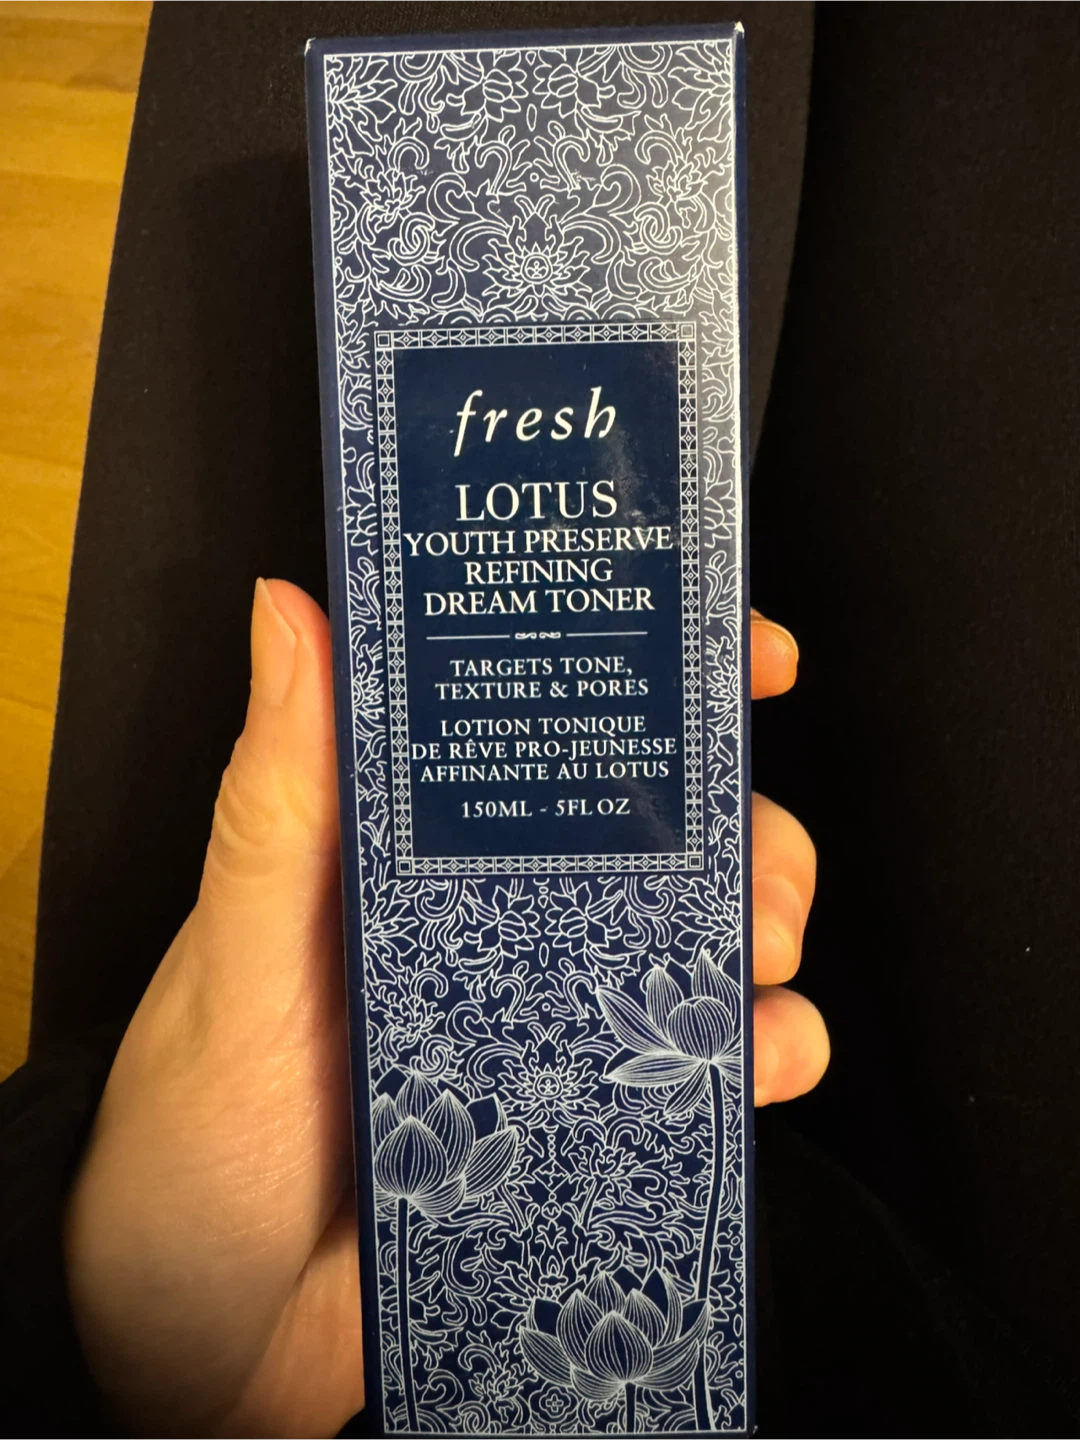 fresh
LOTUS
YOUTH PRESERVE
REFINING
DREAM TONER
TARGETS TONE,
TEXTURE & PORES
LOTION TONIQUE
DE RÊVE PRO-JEUNESSE
AFFINANTE AU LOTUS
150ML - 5FL OZ